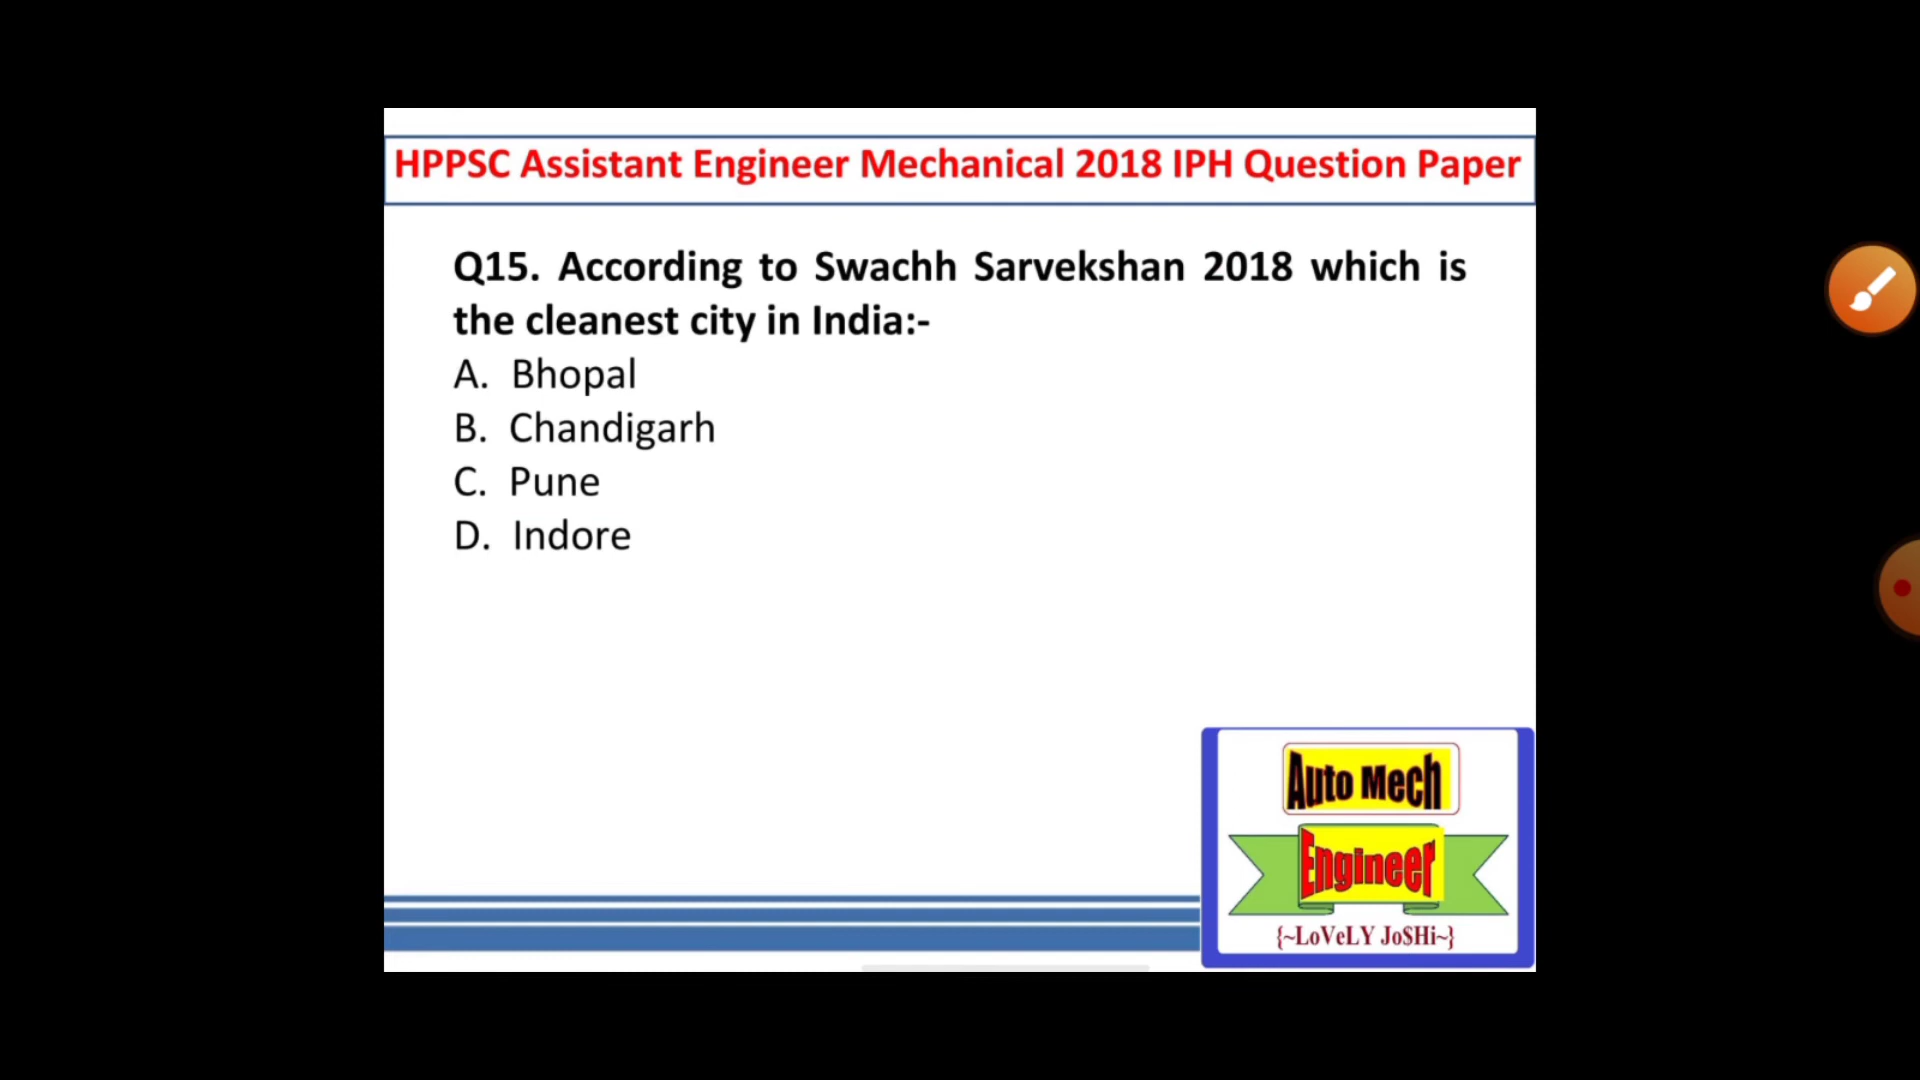 HPPSC Assistant Engineer Mechanical 2018 IPH Question Paper
Q15. According to Swachh Sarvekshan 2018 which is
the cleanest city in India:-
A. Bhopal
B. Chandigarh
C. Pune
D. Indore
Auto Mech
Engineer
{~LoVeLY JoSHi~}